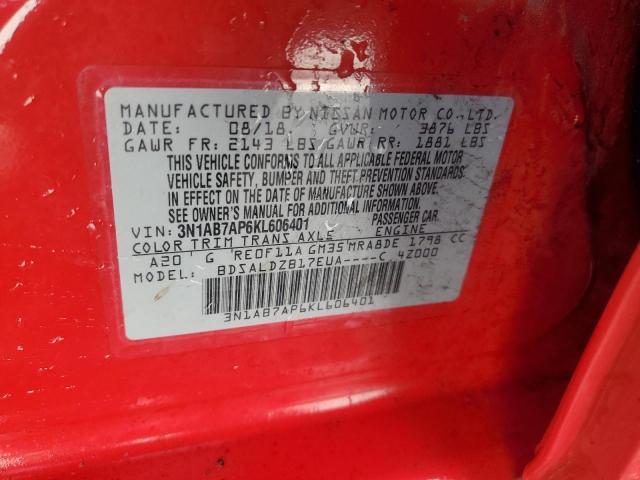 MANUFACTURED BY NISSAN MOTOR CO.,LTD.
DATE: 08/18 GVWR: 3876 LBS
GAWR FR: 2143 LBS GAWR RR: 1881 LBS
THIS VEHICLE CONFORMS TO ALL APPLICABLE FEDERAL MOTOR
VEHICLE SAFETY, BUMPER AND THEFT PREVENTION STANDARDS
IN EFFECT ON THE DATE OF MANUFACTURE SHOWN ABOVE.
SEE OWNER'S MANUAL FOR ADDITIONAL INFORMATION.
VIN: 3N1AB7AP6KL606401 PASSENGER CAR
COLOR TRIM TRANS AXLE ENGINE
A20 G RE0F11A GM35 MRA8DE 1798 CC
MODEL: BDSALDZB17EUA----C 4Z000
3N1AB7AP6KL606401